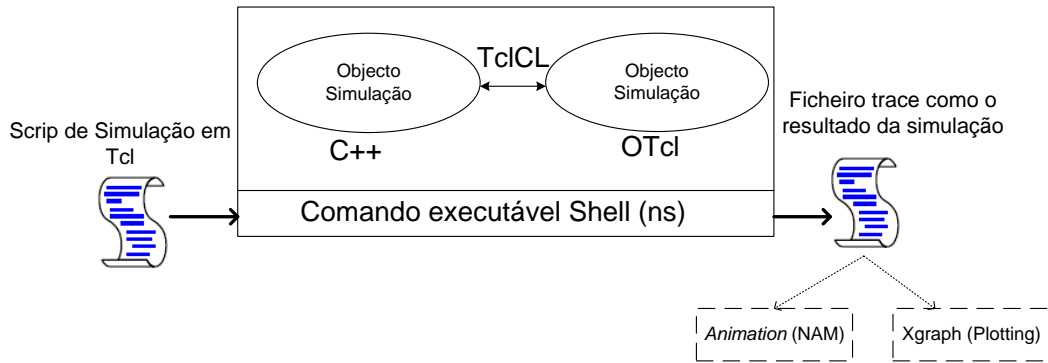 Scrip de Simulação em
Tcl
Objecto
Simulação
TclCL
Objecto
Simulação
C++
OTcl
Comando executável Shell (ns)
Ficheiro trace como o
resultado da simulação
Animation (NAM)
Xgraph (Plotting)